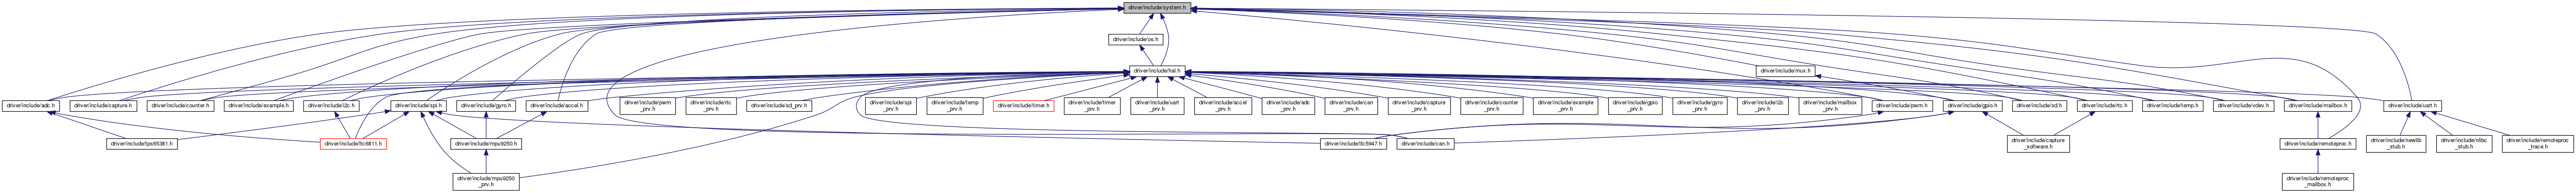 driver/include/system.h
driver/include/os.h
driver/include/hal.h
driver/include/mux.h
driver/include/adc.h
driver/include/capture.h
driver/include/counter.h
driver/include/example.h
driver/include/i2c.h
driver/include/spi.h
driver/include/gyro.h
driver/include/accel.h
driver/include/pwm
_prv.h
driver/include/rtc
_prv.h
driver/include/sd_prv.h
driver/include/spi
_prv.h
driver/include/temp
_prv.h
driver/include/timer.h
driver/include/timer
_prv.h
driver/include/uart
_prv.h
driver/include/accel
_prv.h
driver/include/adc
_prv.h
driver/include/can
_prv.h
driver/include/capture
_prv.h
driver/include/counter
_prv.h
driver/include/example
_prv.h
driver/include/gpio
_prv.h
driver/include/gyro
_prv.h
driver/include/i2c
_prv.h
driver/include/mailbox
_prv.h
driver/include/pwm.h
driver/include/gpio.h
driver/include/sd.h
driver/include/rtc.h
driver/include/temp.h
driver/include/vdev.h
driver/include/mailbox.h
driver/include/uart.h
driver/include/tps65381.h
driver/include/ltc6811.h
driver/include/mpu9250.h
driver/include/tlc5947.h
driver/include/can.h
driver/include/capture
_software.h
driver/include/remoteproc.h
driver/include/newlib
_stub.h
driver/include/nlibc
_stub.h
driver/include/remoteproc
_trace.h
driver/include/mpu9250
_prv.h
driver/include/remoteproc
_mailbox.h